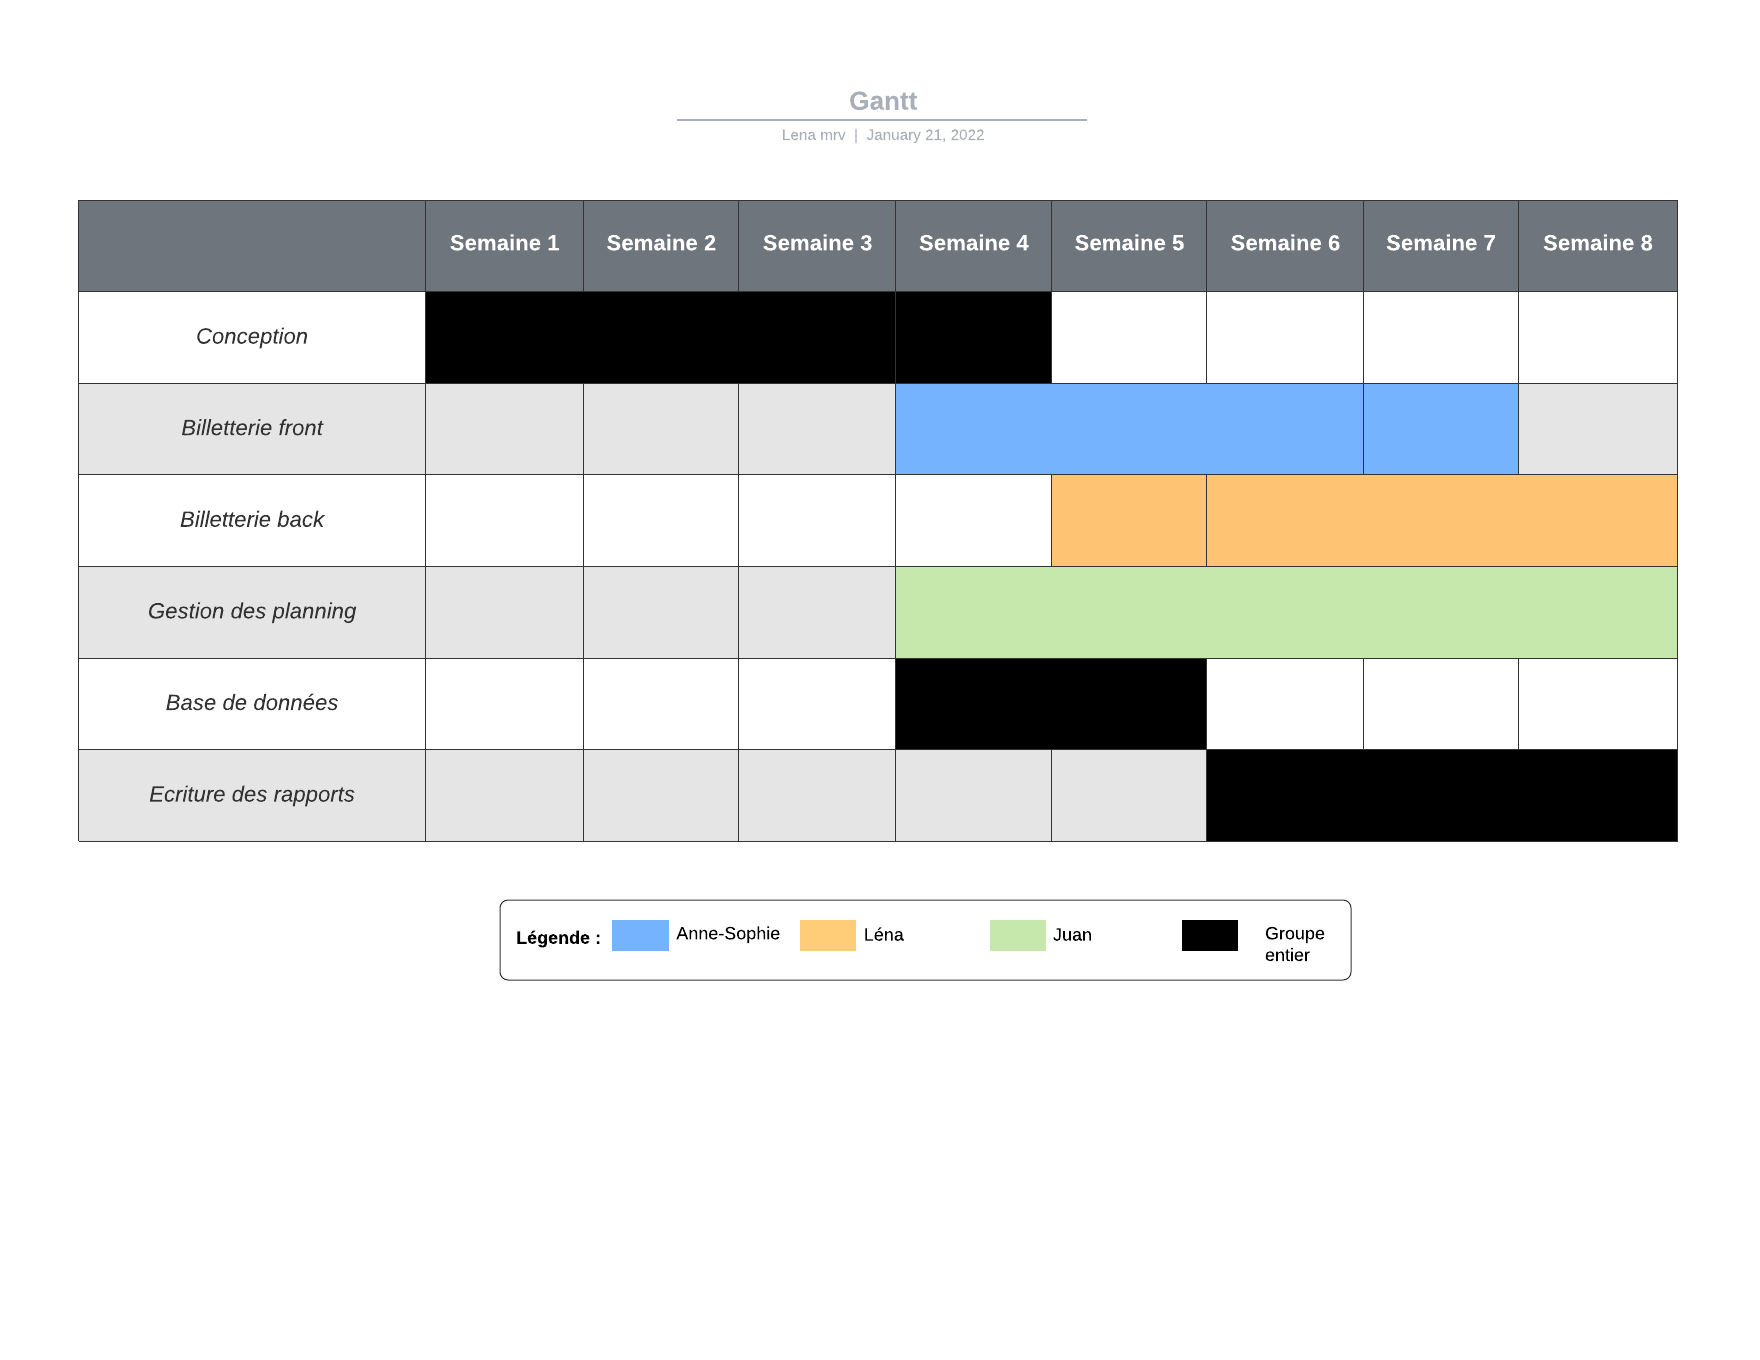 Gantt
Lena mrv | January 21, 2022
Semaine 1 Semaine 2 Semaine 3 Semaine 4 Semaine 5 Semaine 6 Semaine 7 Semaine 8
Conception
Billetterie front
Billetterie back
Gestion des planning
Base de données
Ecriture des rapports
Légende : Anne-Sophie Léna Juan Groupe
entier